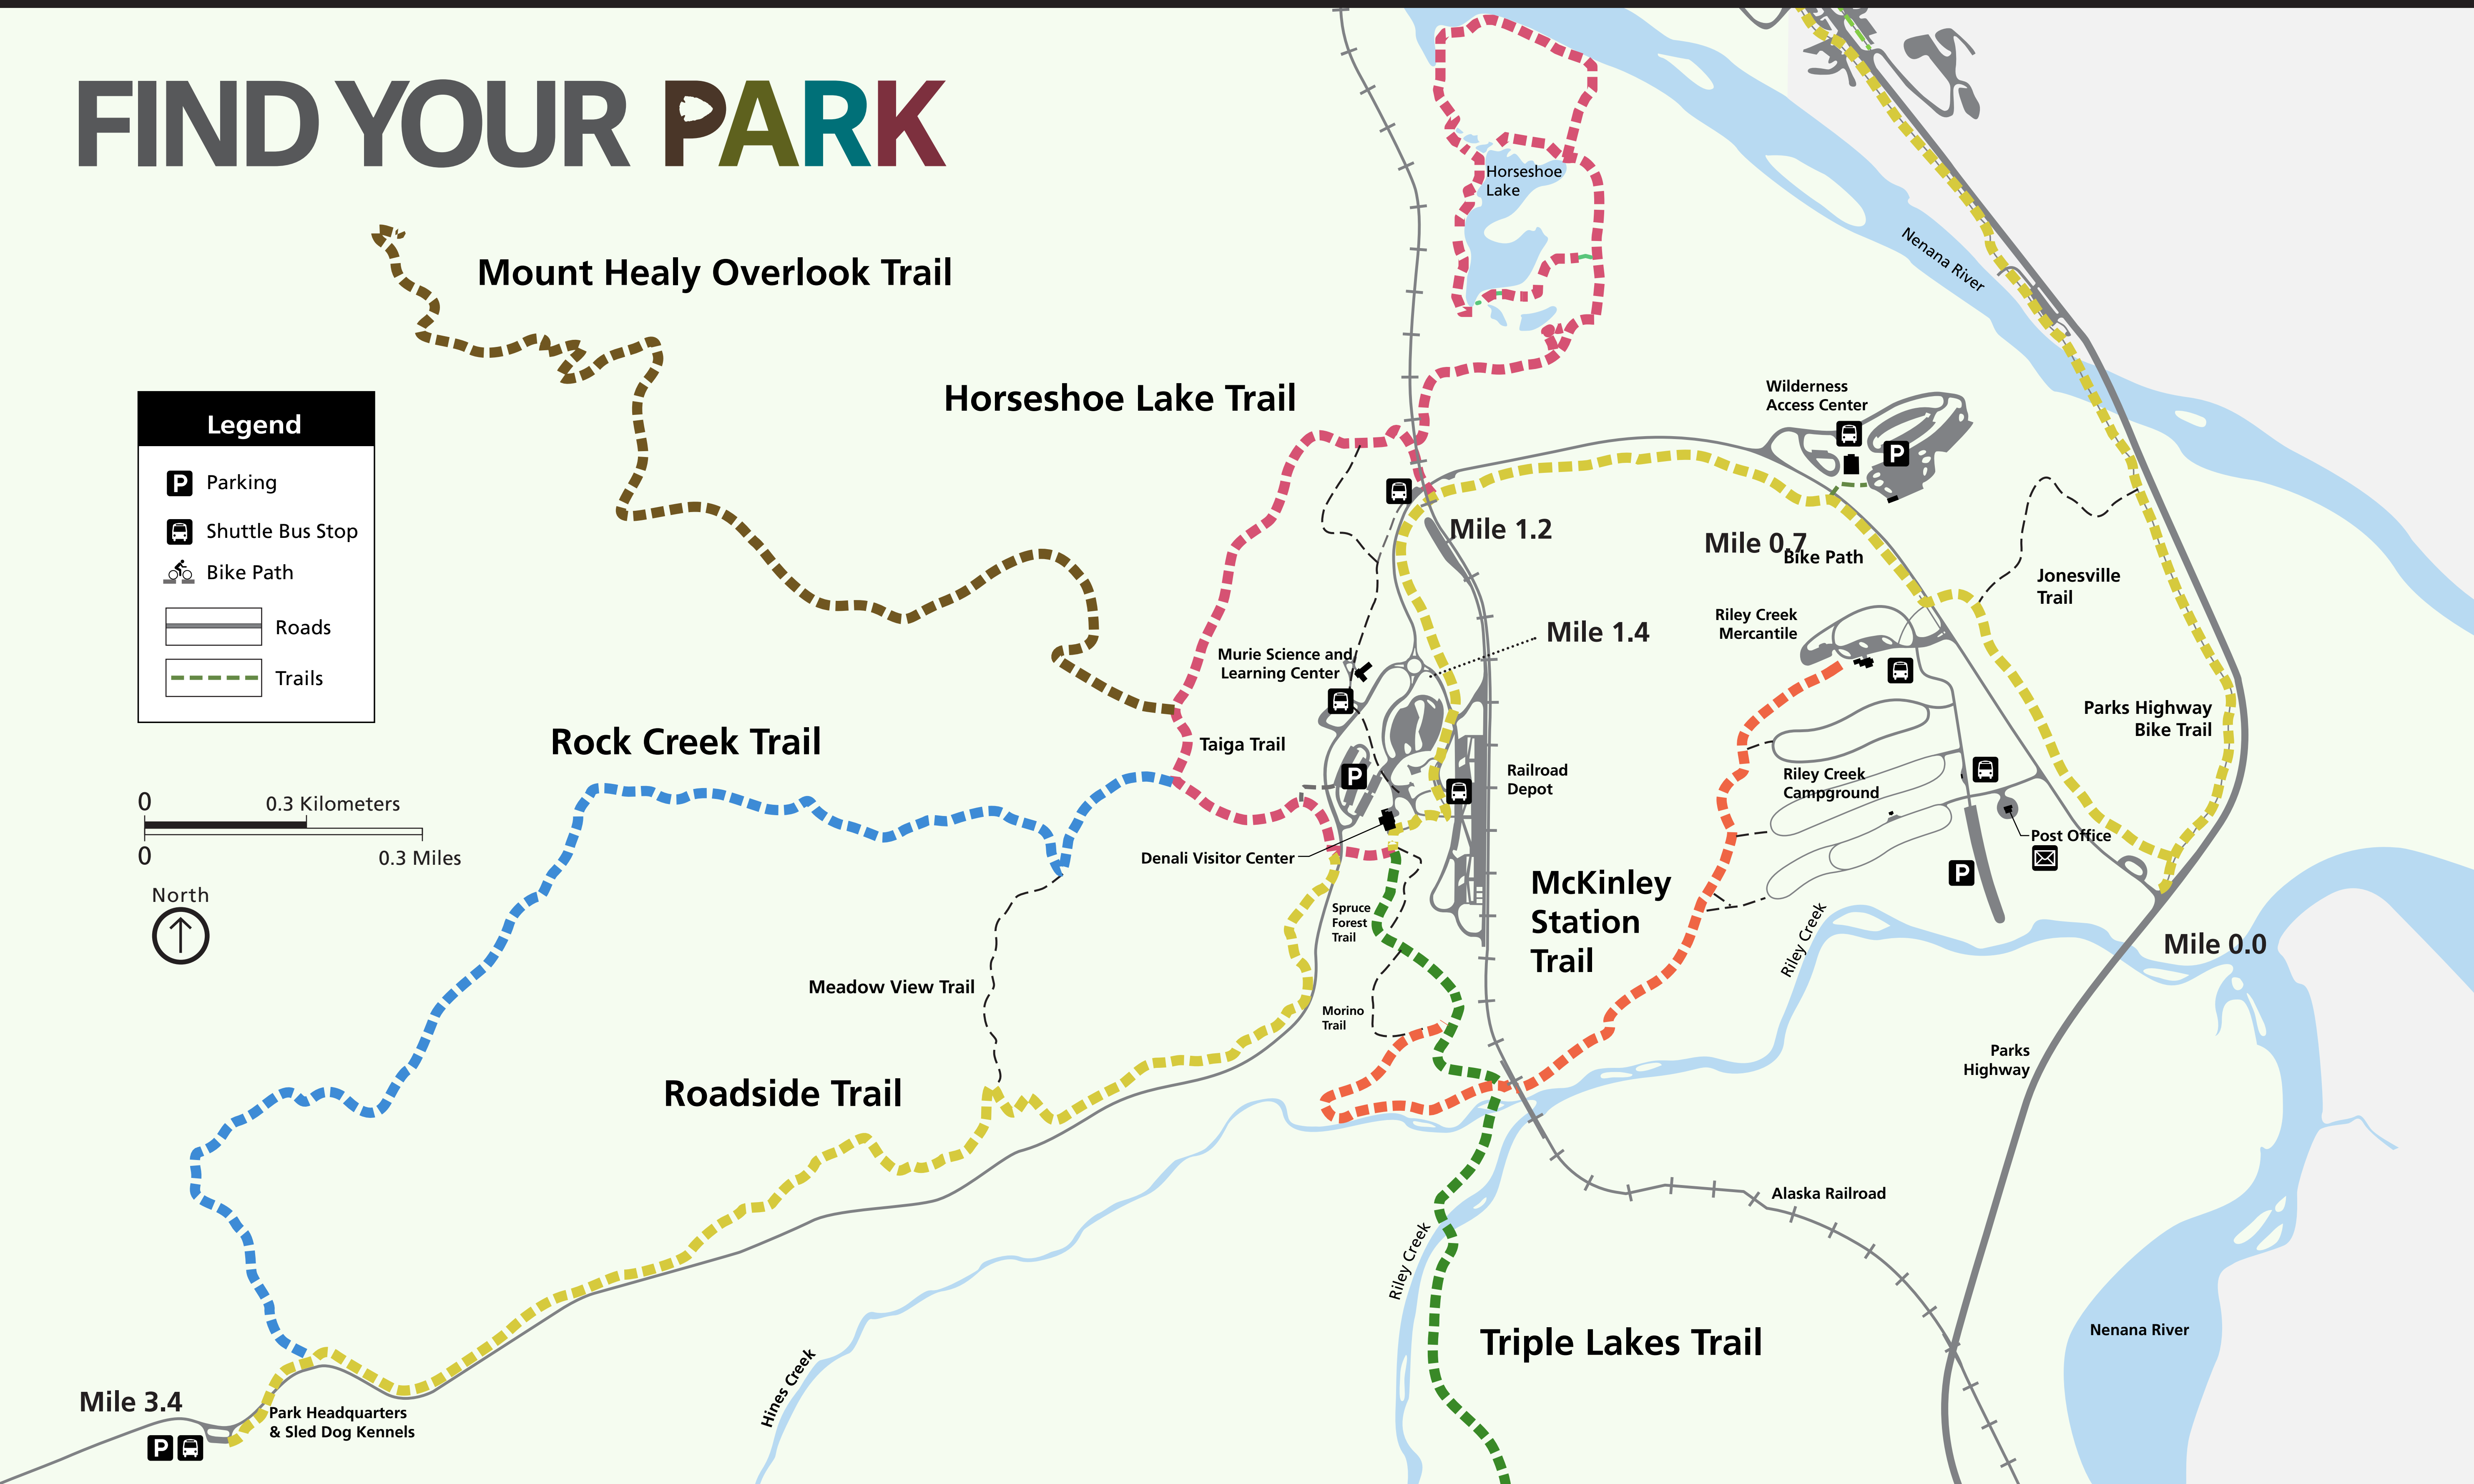 FIND YOUR PARK
Mount Healy Overlook Trail
Horseshoe Lake Trail
Horseshoe
Lake
Nenana River
Wilderness
Access Center
P
Legend
P Parking
Shuttle Bus Stop
Bike Path
Roads
Trails
Mile 1.2
Mile 0.7
Bike Path
Jonesville
Trail
Riley Creek
Mercantile
Mile 1.4
Murie Science and
Learning Center
Parks Highway
Bike Trail
Rock Creek Trail
Taiga Trail
P
Railroad
Depot
Riley Creek
Campground
Post Office
P
0 0.3 Kilometers
0 0.3 Miles
North
Denali Visitor Center
McKinley
Station
Trail
Spruce
Forest
Trail
Riley Creek
Mile 0.0
Meadow View Trail
Morino
Trail
Parks
Highway
Roadside Trail
Alaska Railroad
Riley Creek
Triple Lakes Trail
Nenana River
Hines Creek
Mile 3.4
Park Headquarters
& Sled Dog Kennels
P